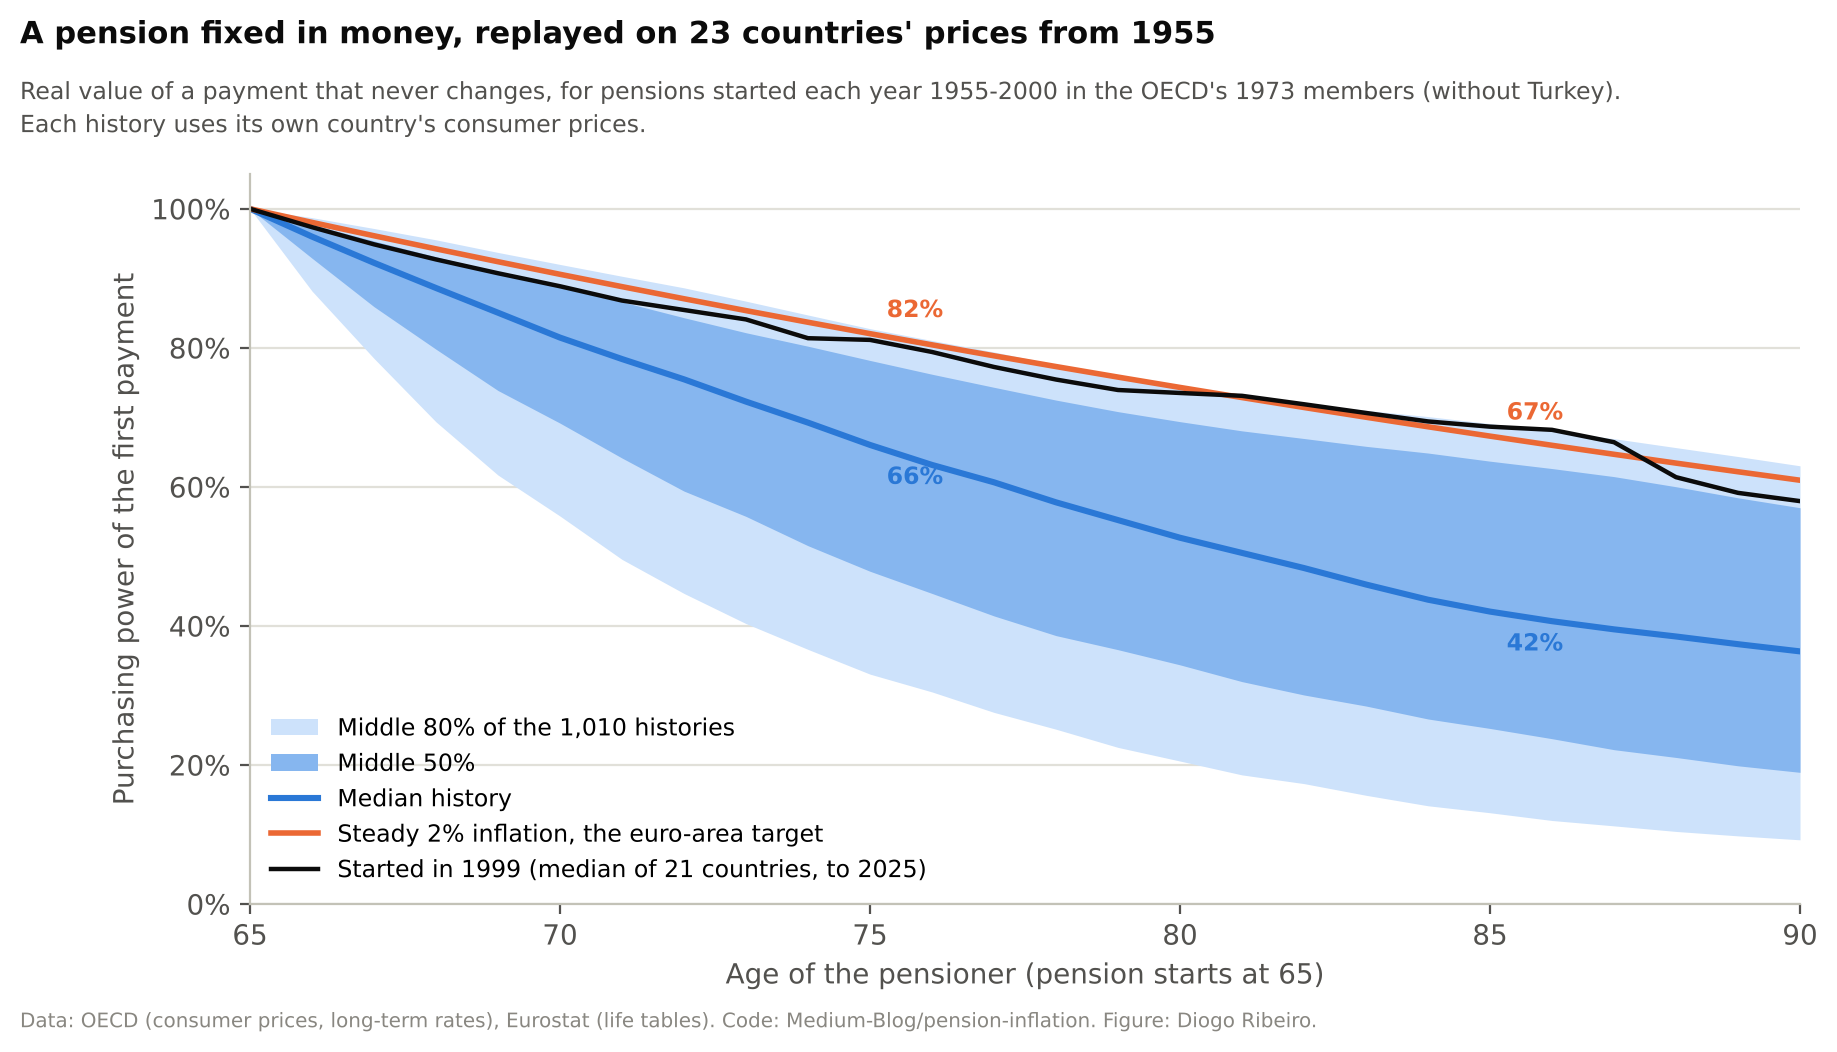 A pension fixed in money, replayed on 23 countries' prices from 1955
Real value of a payment that never changes, for pensions started each year 1955-2000 in the OECD's 1973 members (without Turkey).
Each history uses its own country's consumer prices.
Purchasing power of the first payment
100%
80%
60%
40%
20%
0%
82%
67%
66%
42%
Middle 80% of the 1,010 histories
Middle 50%
Median history
Steady 2% inflation, the euro-area target
Started in 1999 (median of 21 countries, to 2025)
65 70 75 80 85 90
Age of the pensioner (pension starts at 65)
Data: OECD (consumer prices, long-term rates), Eurostat (life tables). Code: Medium-Blog/pension-inflation. Figure: Diogo Ribeiro.